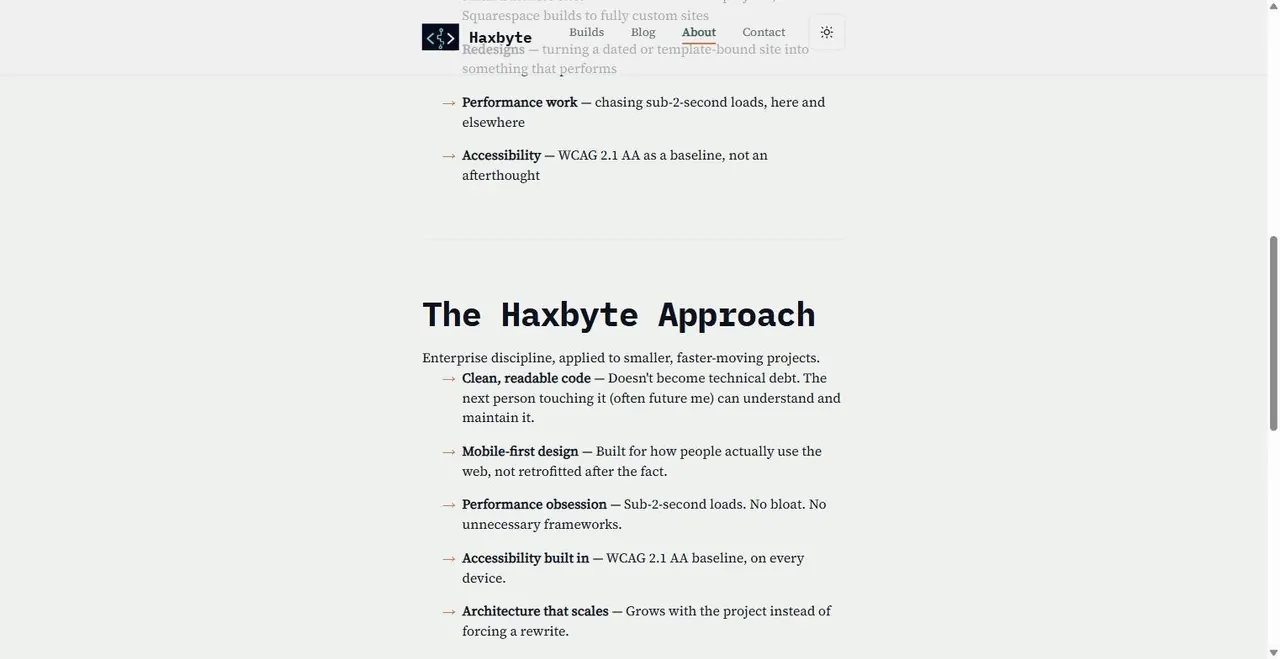 Squarespace builds to fully custom sites
Haxbyte
Builds
Blog
About
Contact
Redesigns — turning a dated or template-bound site into
something that performs
→ Performance work — chasing sub-2-second loads, here and
elsewhere
→ Accessibility — WCAG 2.1 AA as a baseline, not an
afterthought
The Haxbyte Approach
Enterprise discipline, applied to smaller, faster-moving projects.
→ Clean, readable code — Doesn't become technical debt. The
next person touching it (often future me) can understand and
maintain it.
→ Mobile-first design — Built for how people actually use the
web, not retrofitted after the fact.
→ Performance obsession — Sub-2-second loads. No bloat. No
unnecessary frameworks.
→ Accessibility built in — WCAG 2.1 AA baseline, on every
device.
→ Architecture that scales — Grows with the project instead of
forcing a rewrite.